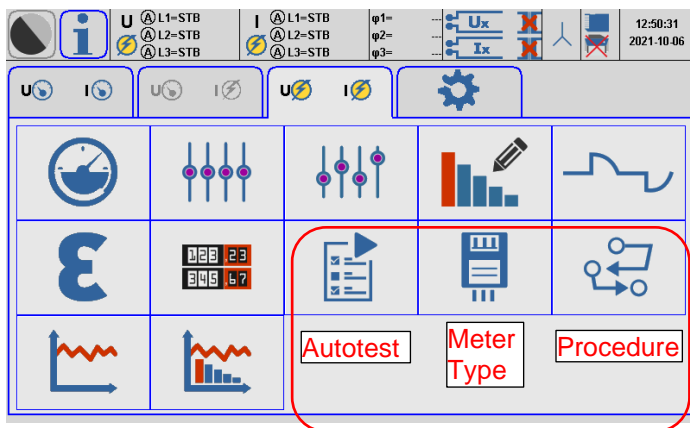 U Ⓐ L1=STB I Ⓐ L1=STB φ1= --- Ux 12:50:31
Ⓐ L2=STB Ⓐ L2=STB φ2= --- 2021-10-06
Ⓐ L3=STB Ⓐ L3=STB φ3= --- Ix
U I U I U I
ε 123.23
345.67
Autotest Meter Procedure
Type